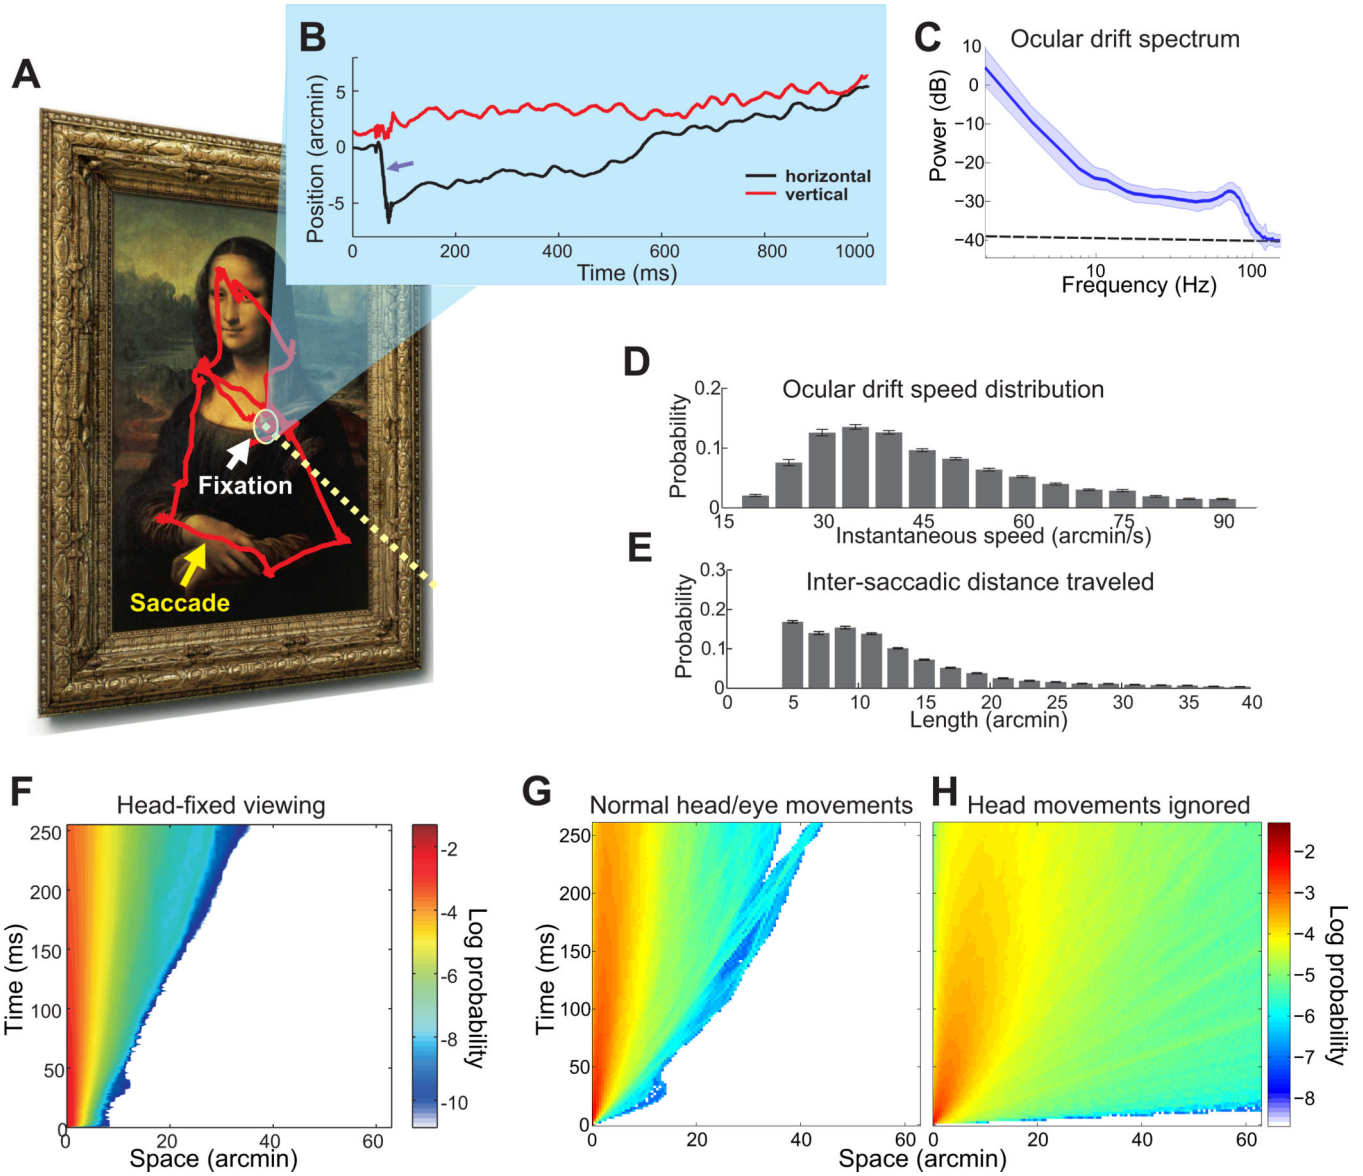 A
Fixation
Saccade
B
Position (arcmin)
5
0
-5
0
200
400
600
800
1000
Time (ms)
horizontal
vertical
C
Ocular drift spectrum
Power (dB)
10
0
−10
−20
−30
−40
10
100
Frequency (Hz)
D
Ocular drift speed distribution
Probability
0.2
0.1
0
15
30
45
60
75
90
Instantaneous speed (arcmin/s)
E
Inter-saccadic distance traveled
Probability
0.3
0.2
0.1
0
0
5
10
15
20
25
30
35
40
Length (arcmin)
F
Head-fixed viewing
Time (ms)
250
200
150
100
50
0
0
20
40
60
Space (arcmin)
-2
-4
-6
-8
-10
Log probability
G
Normal head/eye movements
Time (ms)
250
200
150
100
50
0
0
20
40
60
H
Head movements ignored
0
20
40
60
Space (arcmin)
−2
−3
−4
−5
−6
−7
−8
Log probability